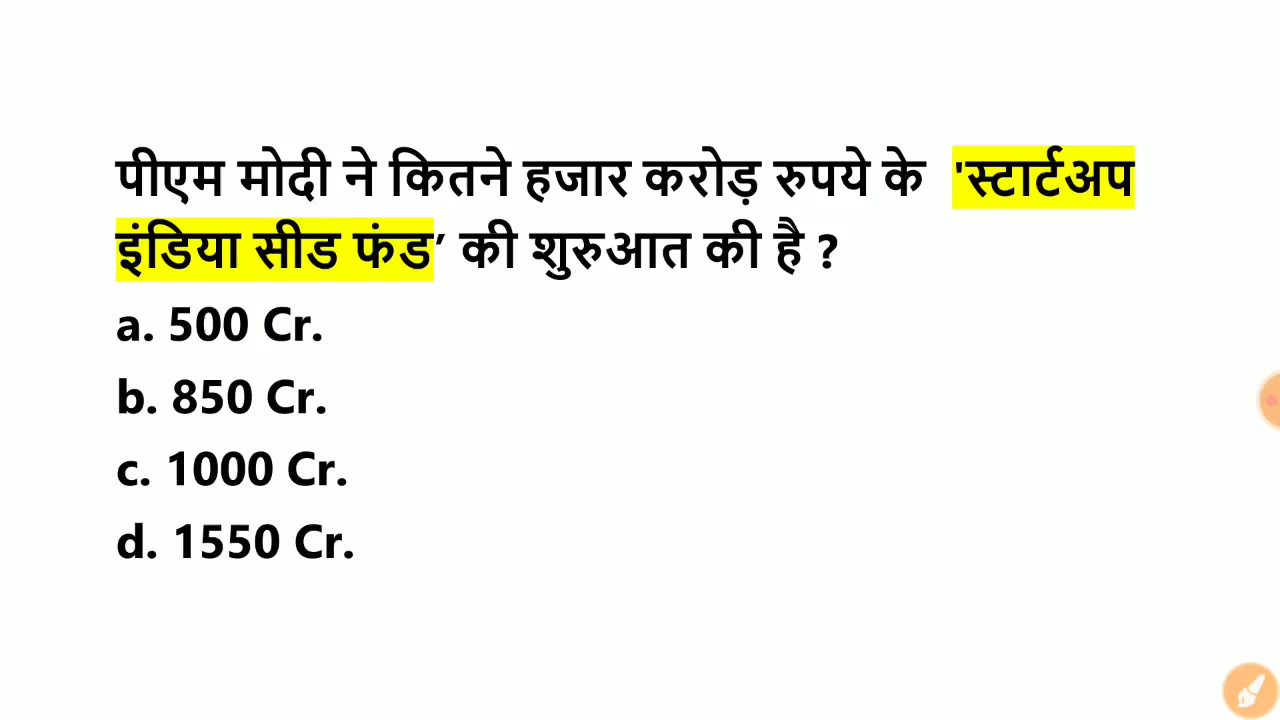 पीएम मोदी ने कितने हजार करोड़ रुपये के 'स्टार्टअप
इंडिया सीड फंड’ की शुरुआत की है ?
a. 500 Cr.
b. 850 Cr.
c. 1000 Cr.
d. 1550 Cr.